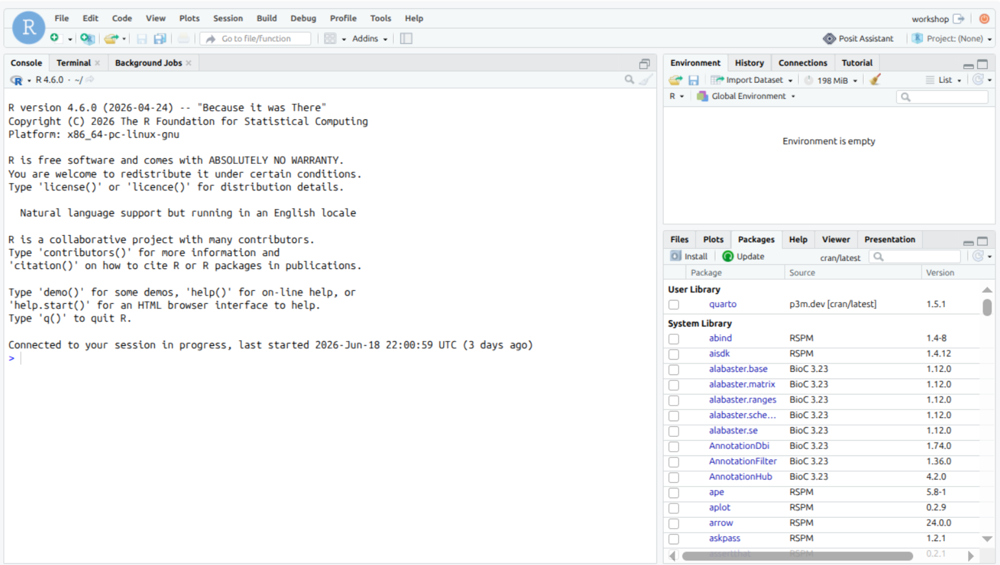 R
File Edit Code View Plots Session Build Debug Profile Tools Help
workshop
Go to file/function
Addins
Posit Assistant
Project: (None)
Console Terminal Background Jobs
R 4.6.0 · ~/
R version 4.6.0 (2026-04-24) -- "Because it was There"
Copyright (C) 2026 The R Foundation for Statistical Computing
Platform: x86_64-pc-linux-gnu
R is free software and comes with ABSOLUTELY NO WARRANTY.
You are welcome to redistribute it under certain conditions.
Type 'license()' or 'licence()' for distribution details.
Natural language support but running in an English locale
R is a collaborative project with many contributors.
Type 'contributors()' for more information and
'citation()' on how to cite R or R packages in publications.
Type 'demo()' for some demos, 'help()' for on-line help, or
'help.start()' for an HTML browser interface to help.
Type 'q()' to quit R.
Connected to your session in progress, last started 2026-Jun-18 22:00:59 UTC (3 days ago)
>
Environment History Connections Tutorial
Import Dataset 198 MiB List
R Global Environment
Environment is empty
Files Plots Packages Help Viewer Presentation
Install Update cran/latest
Package Source Version
User Library
quarto p3m.dev [cran/latest] 1.5.1
System Library
abind RSPM 1.4-8
aisdk RSPM 1.4.12
alabaster.base BioC 3.23 1.12.0
alabaster.matrix BioC 3.23 1.12.0
alabaster.ranges BioC 3.23 1.12.0
alabaster.sche... BioC 3.23 1.12.0
alabaster.se BioC 3.23 1.12.0
AnnotationDbi BioC 3.23 1.74.0
AnnotationFilter BioC 3.23 1.36.0
AnnotationHub BioC 3.23 4.2.0
ape RSPM 5.8-1
aplot RSPM 0.2.9
arrow RSPM 24.0.0
askpass RSPM 1.2.1
assertthat RSPM 0.2.1